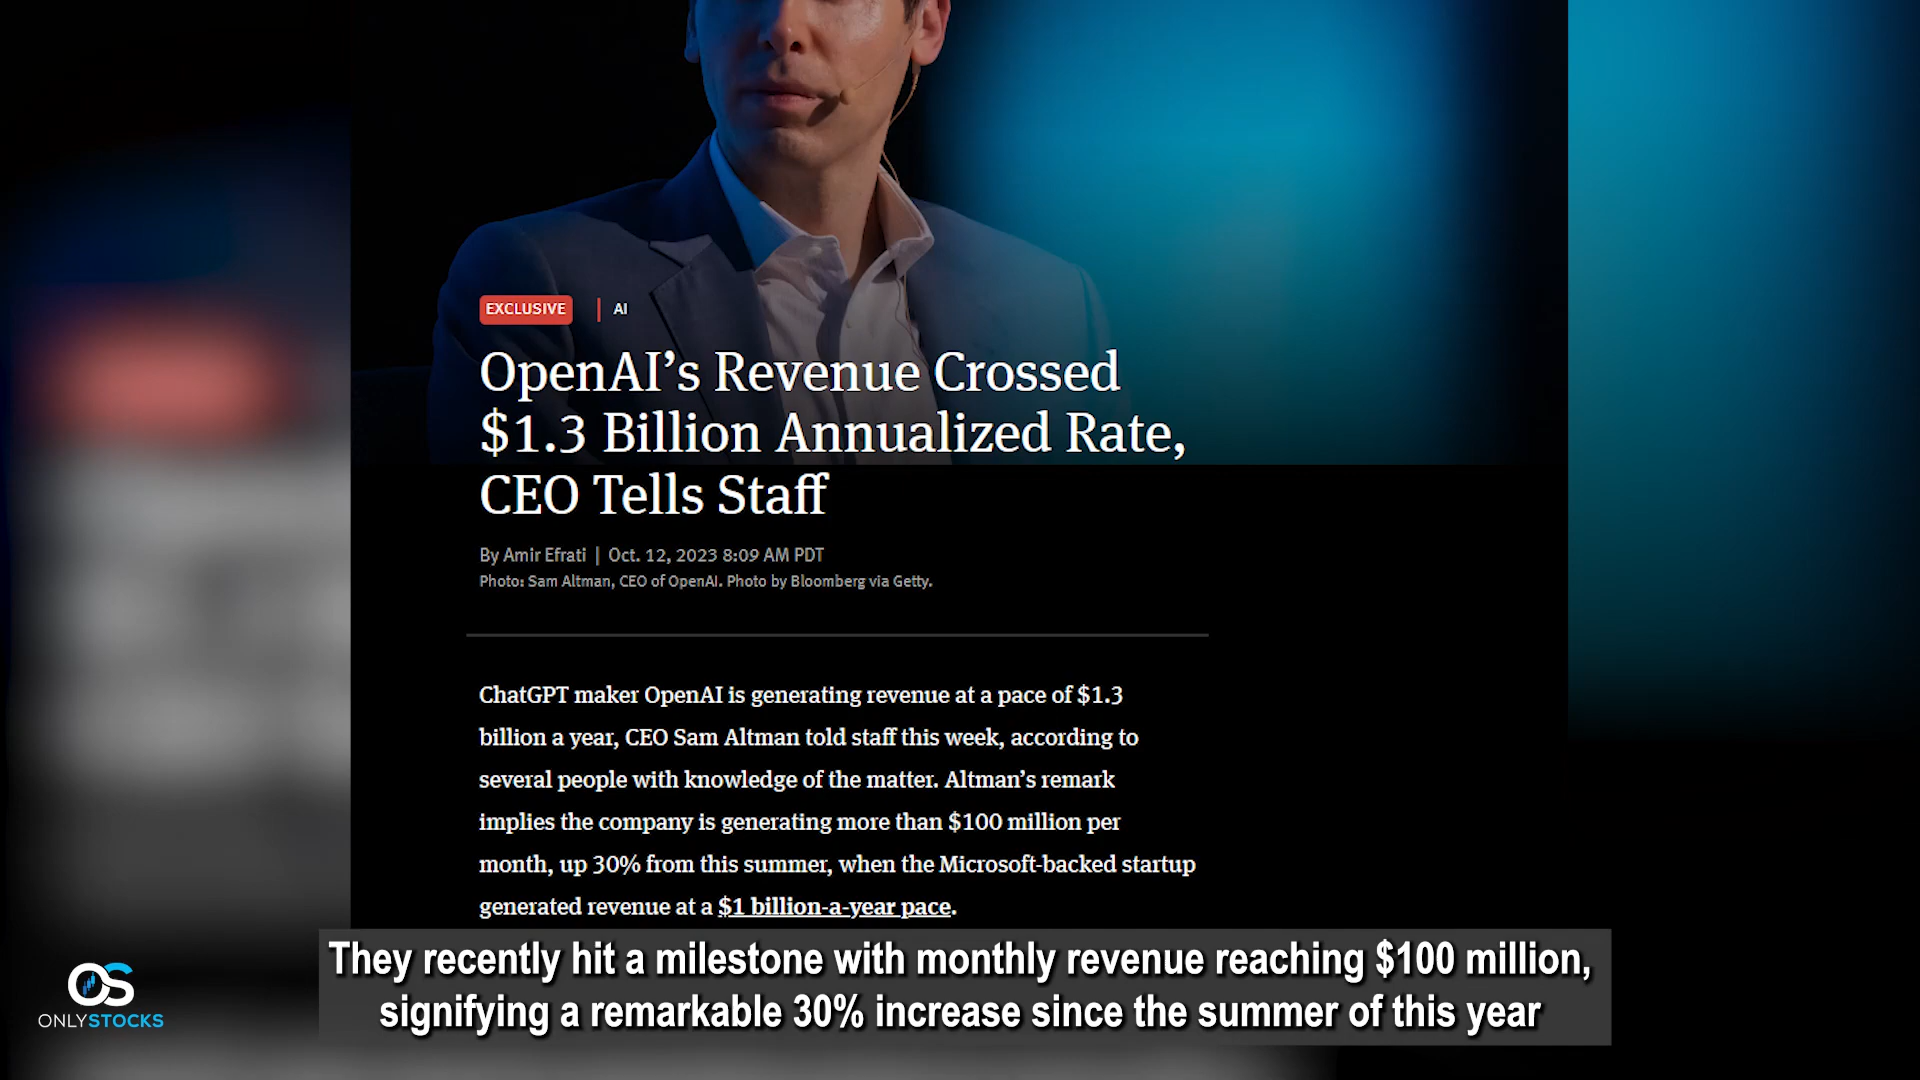 EXCLUSIVE | AI
OpenAI’s Revenue Crossed
$1.3 Billion Annualized Rate,
CEO Tells Staff
By Amir Efrati | Oct. 12, 2023 8:09 AM PDT
Photo: Sam Altman, CEO of OpenAI. Photo by Bloomberg via Getty.
ChatGPT maker OpenAI is generating revenue at a pace of $1.3
billion a year, CEO Sam Altman told staff this week, according to
several people with knowledge of the matter. Altman’s remark
implies the company is generating more than $100 million per
month, up 30% from this summer, when the Microsoft-backed startup
generated revenue at a $1 billion-a-year pace.
They recently hit a milestone with monthly revenue reaching $100 million,
signifying a remarkable 30% increase since the summer of this year
OS
ONLYSTOCKS